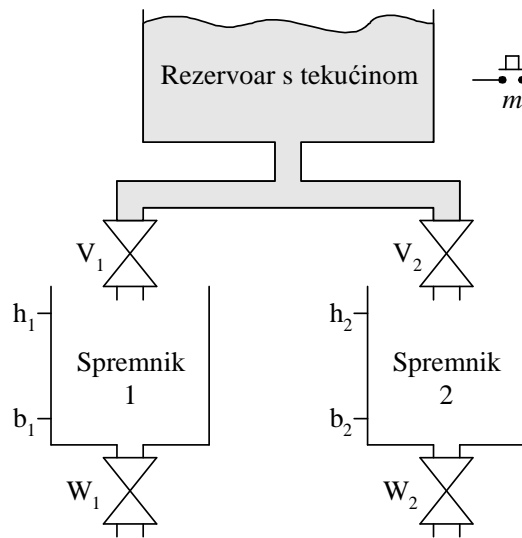 Rezervoar s tekućinom
m
V₁
V₂
h₁
h₂
Spremnik
1
Spremnik
2
b₁
b₂
W₁
W₂